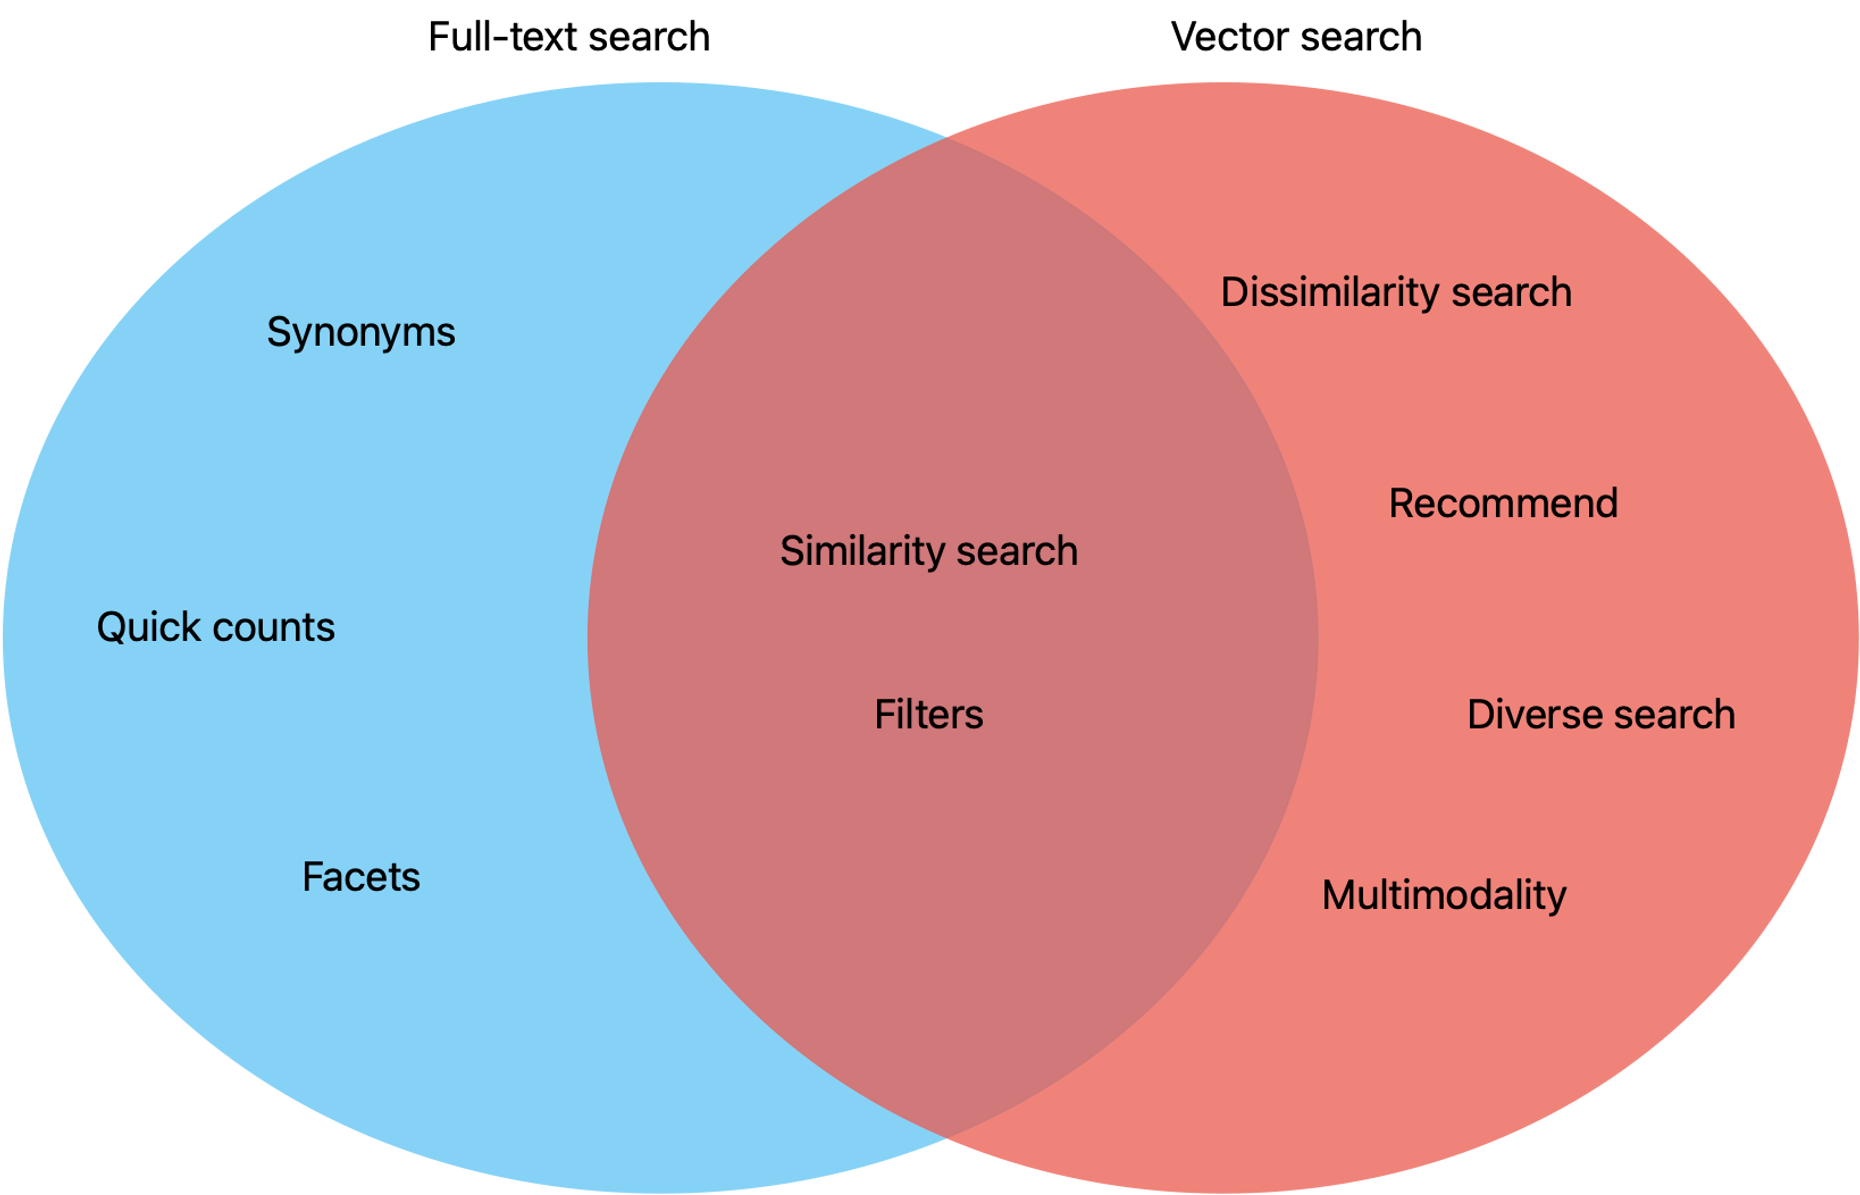 Full-text search
Vector search
Synonyms
Quick counts
Facets
Similarity search
Filters
Dissimilarity search
Recommend
Diverse search
Multimodality